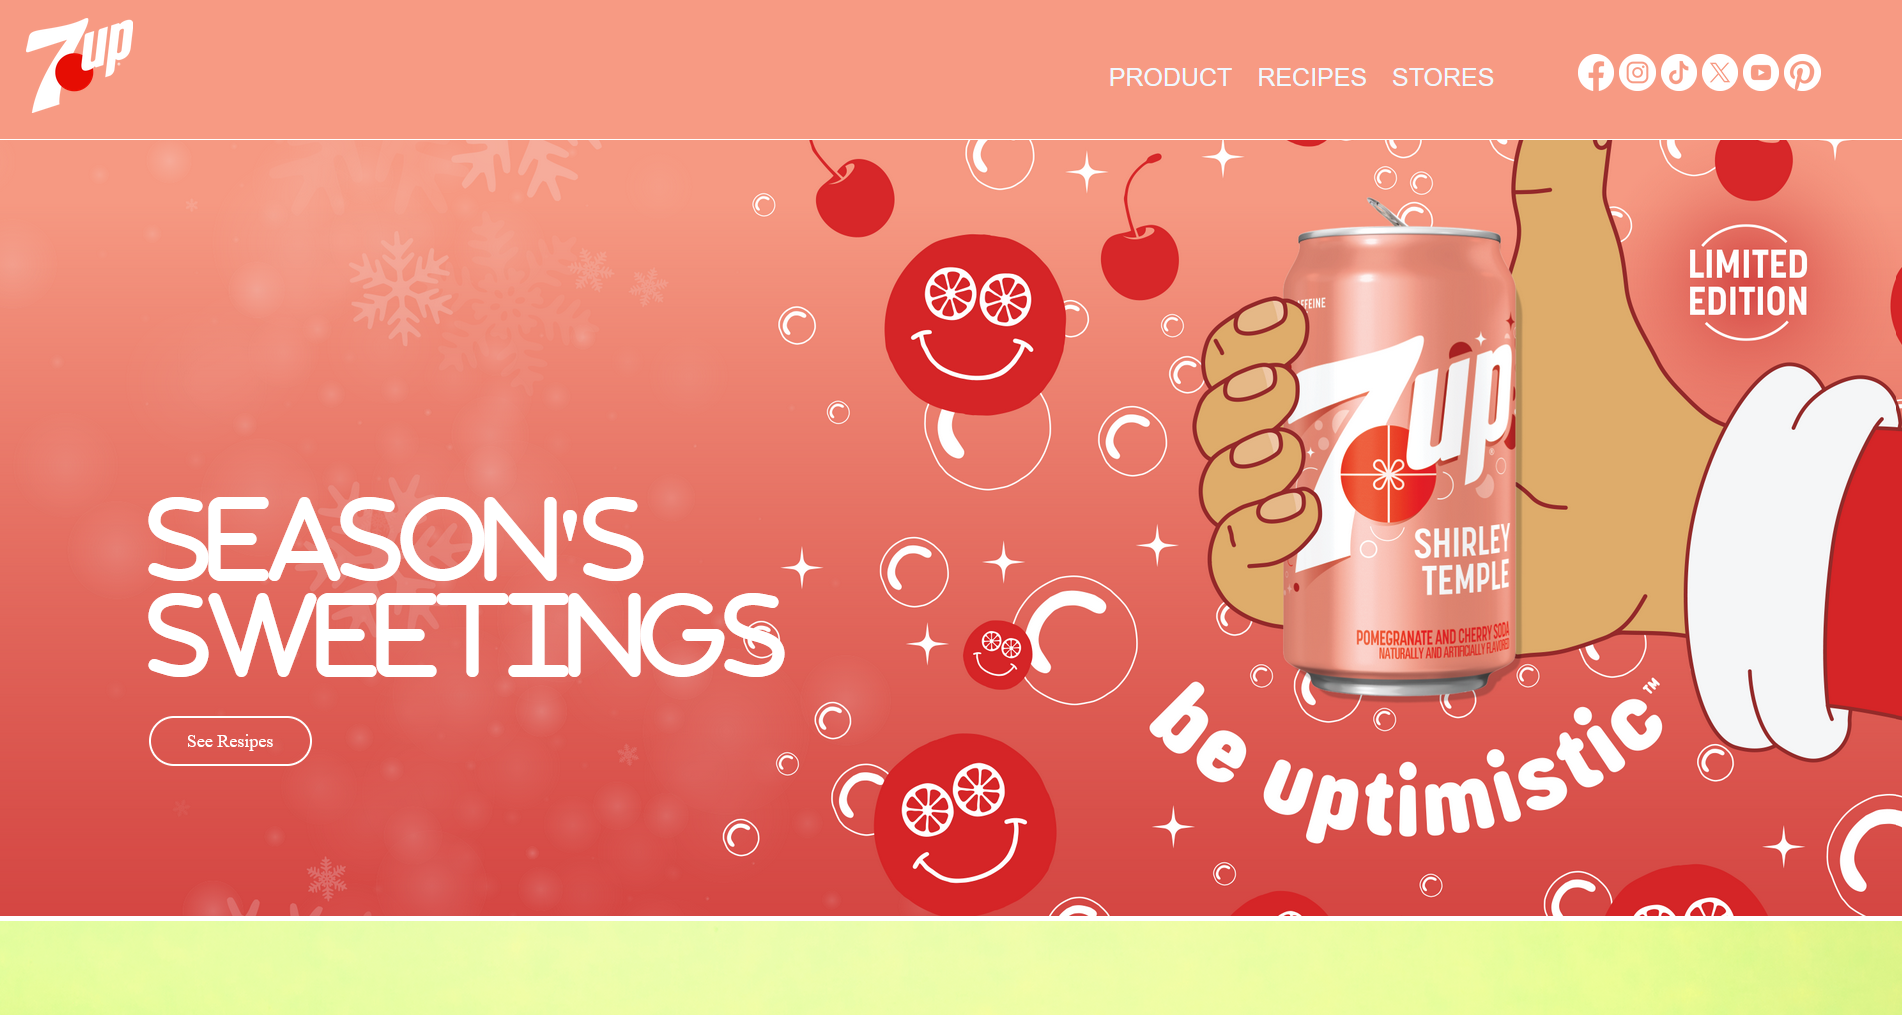 7up
PRODUCT RECIPES STORES
LIMITED
EDITION
7up
SHIRLEY
TEMPLE
POMEGRANATE AND CHERRY SODA
NATURALLY AND ARTIFICIALLY FLAVORED
SEASON'S
SWEETINGS
See Resipes
be uptimistic™